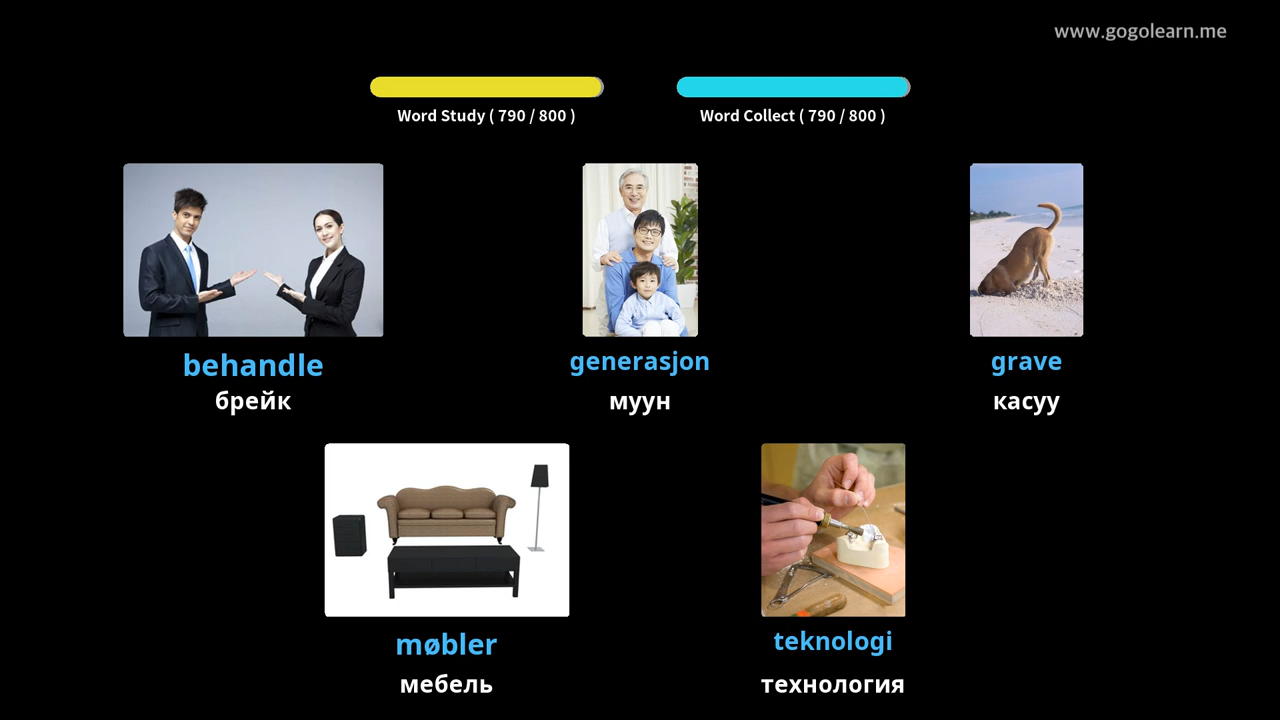 www.gogolearn.me
Word Study ( 790 / 800 )
Word Collect ( 790 / 800 )
behandle
брейк
generasjon
муун
grave
касуу
møbler
мебель
teknologi
технология